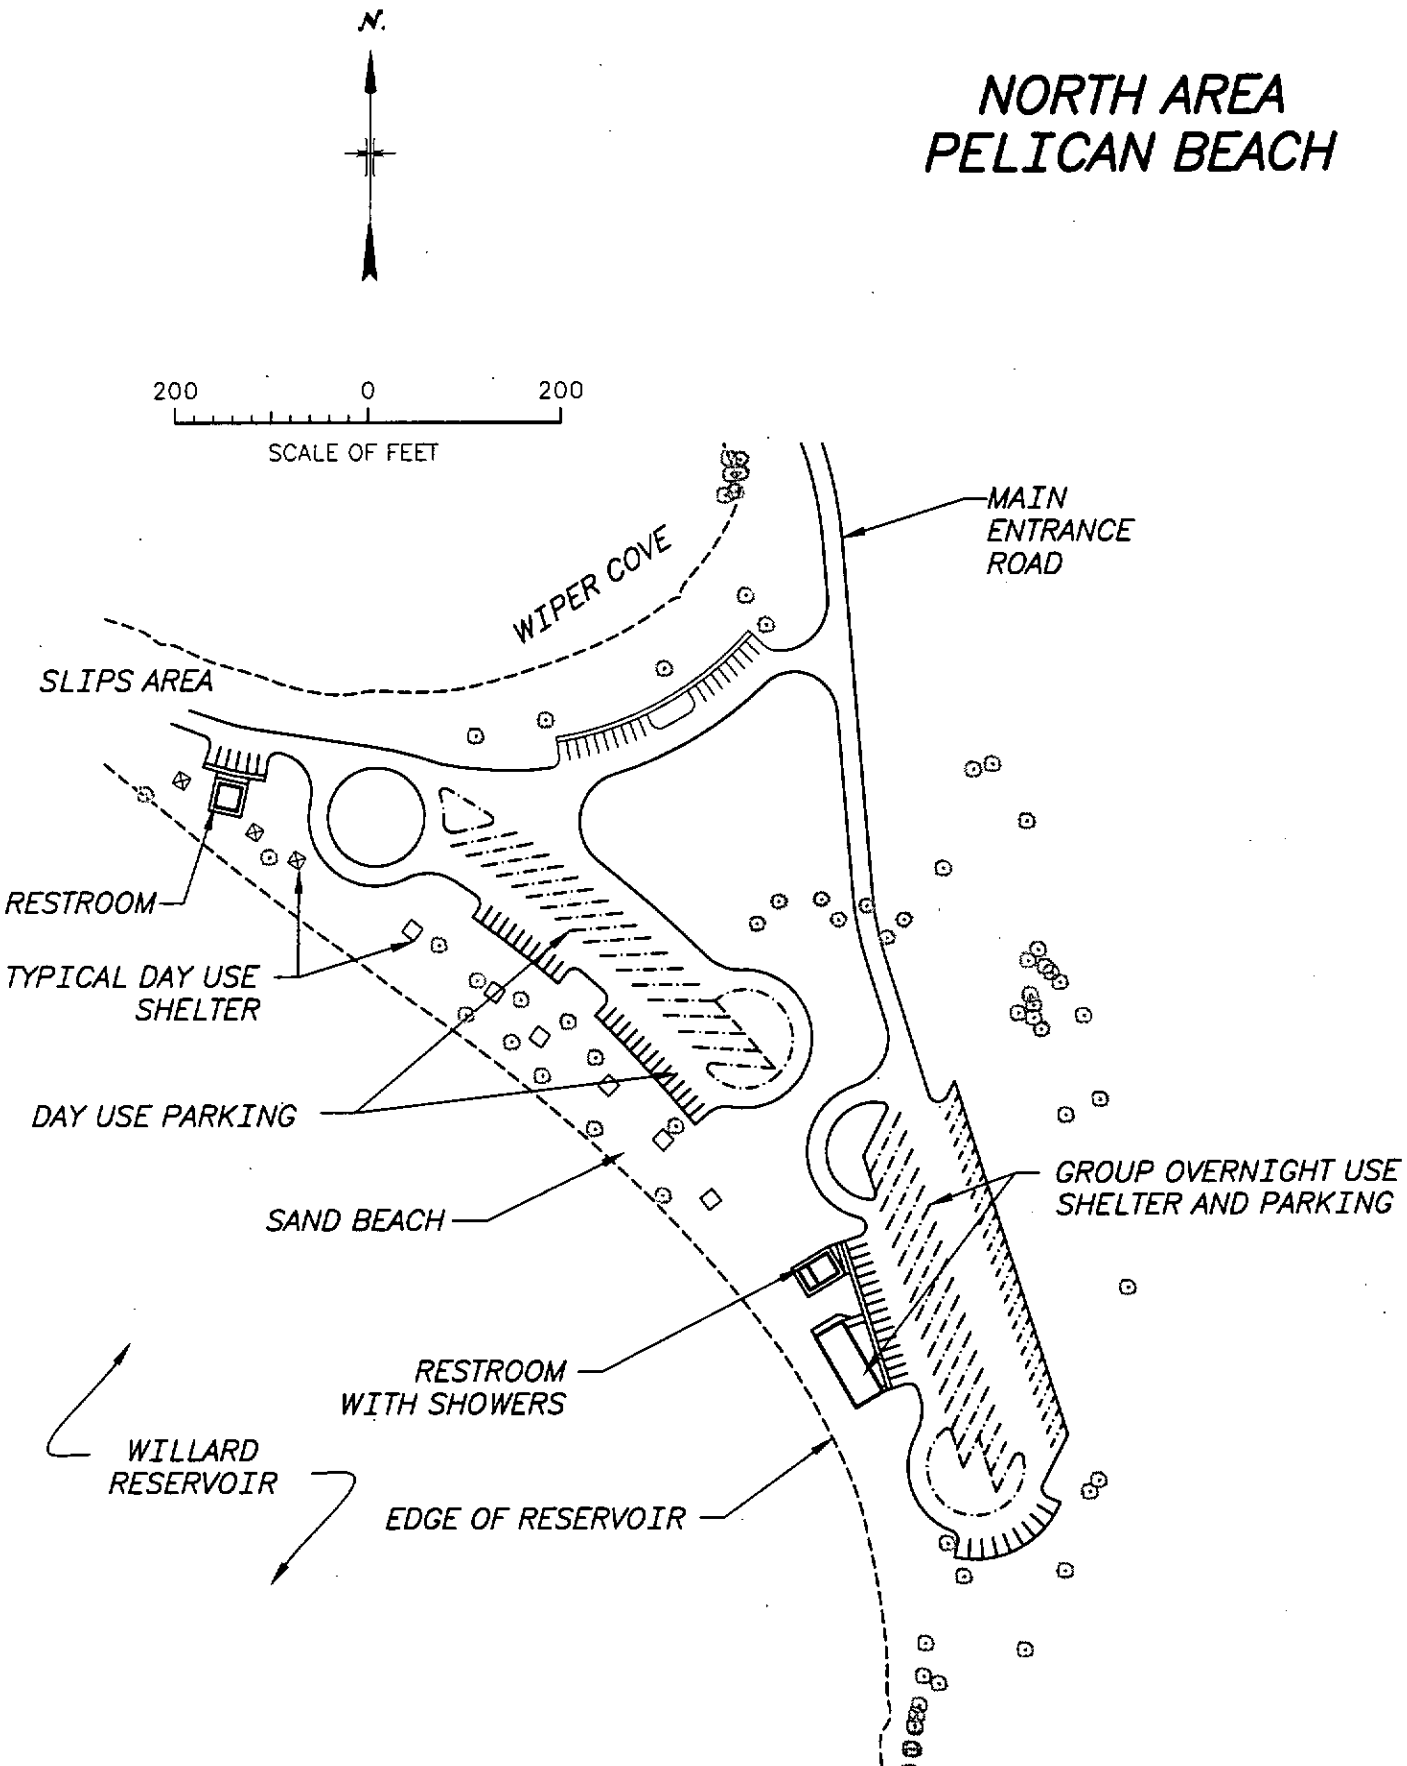 N.
NORTH AREA
PELICAN BEACH
200 0 200
SCALE OF FEET
MAIN
ENTRANCE
ROAD
WIPER COVE
SLIPS AREA
RESTROOM
TYPICAL DAY USE
SHELTER
DAY USE PARKING
GROUP OVERNIGHT USE
SHELTER AND PARKING
SAND BEACH
RESTROOM
WITH SHOWERS
WILLARD
RESERVOIR
EDGE OF RESERVOIR